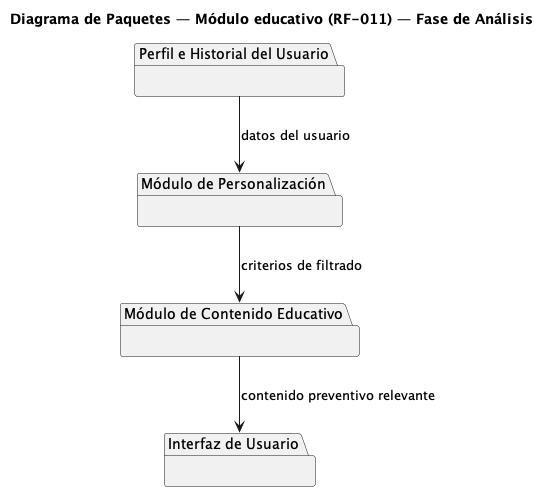 Diagrama de Paquetes — Módulo educativo (RF-011) — Fase de Análisis
Perfil e Historial del Usuario
datos del usuario
Módulo de Personalización
criterios de filtrado
Módulo de Contenido Educativo
contenido preventivo relevante
Interfaz de Usuario